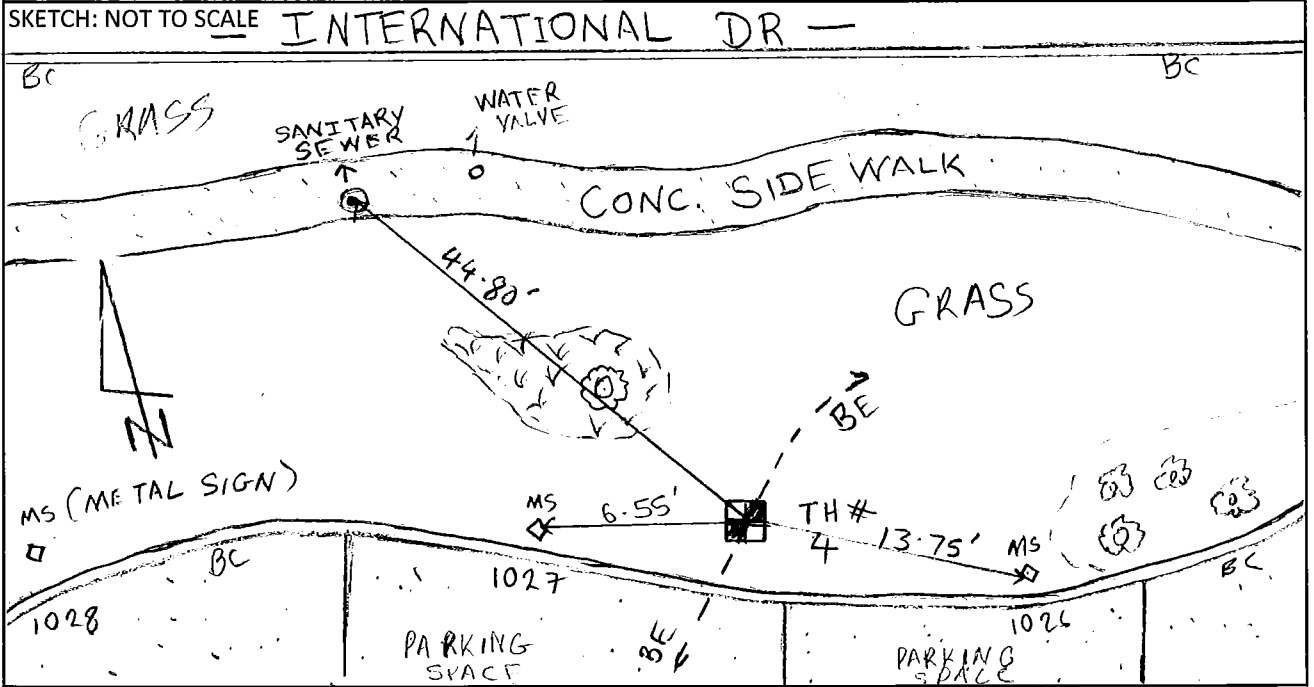 SKETCH: NOT TO SCALE
INTERNATIONAL DR —
BC
BC
GRASS
SANITARY
SEWER
WATER
VALVE
CONC. SIDE WALK
44.80'
GRASS
BE
N
MS (METAL SIGN)
MS
6.55'
TH#
4
13.75'
MS
BC
BC
1028
1027
1026
BE
PARKING
SPACE
PARKING
SPACE